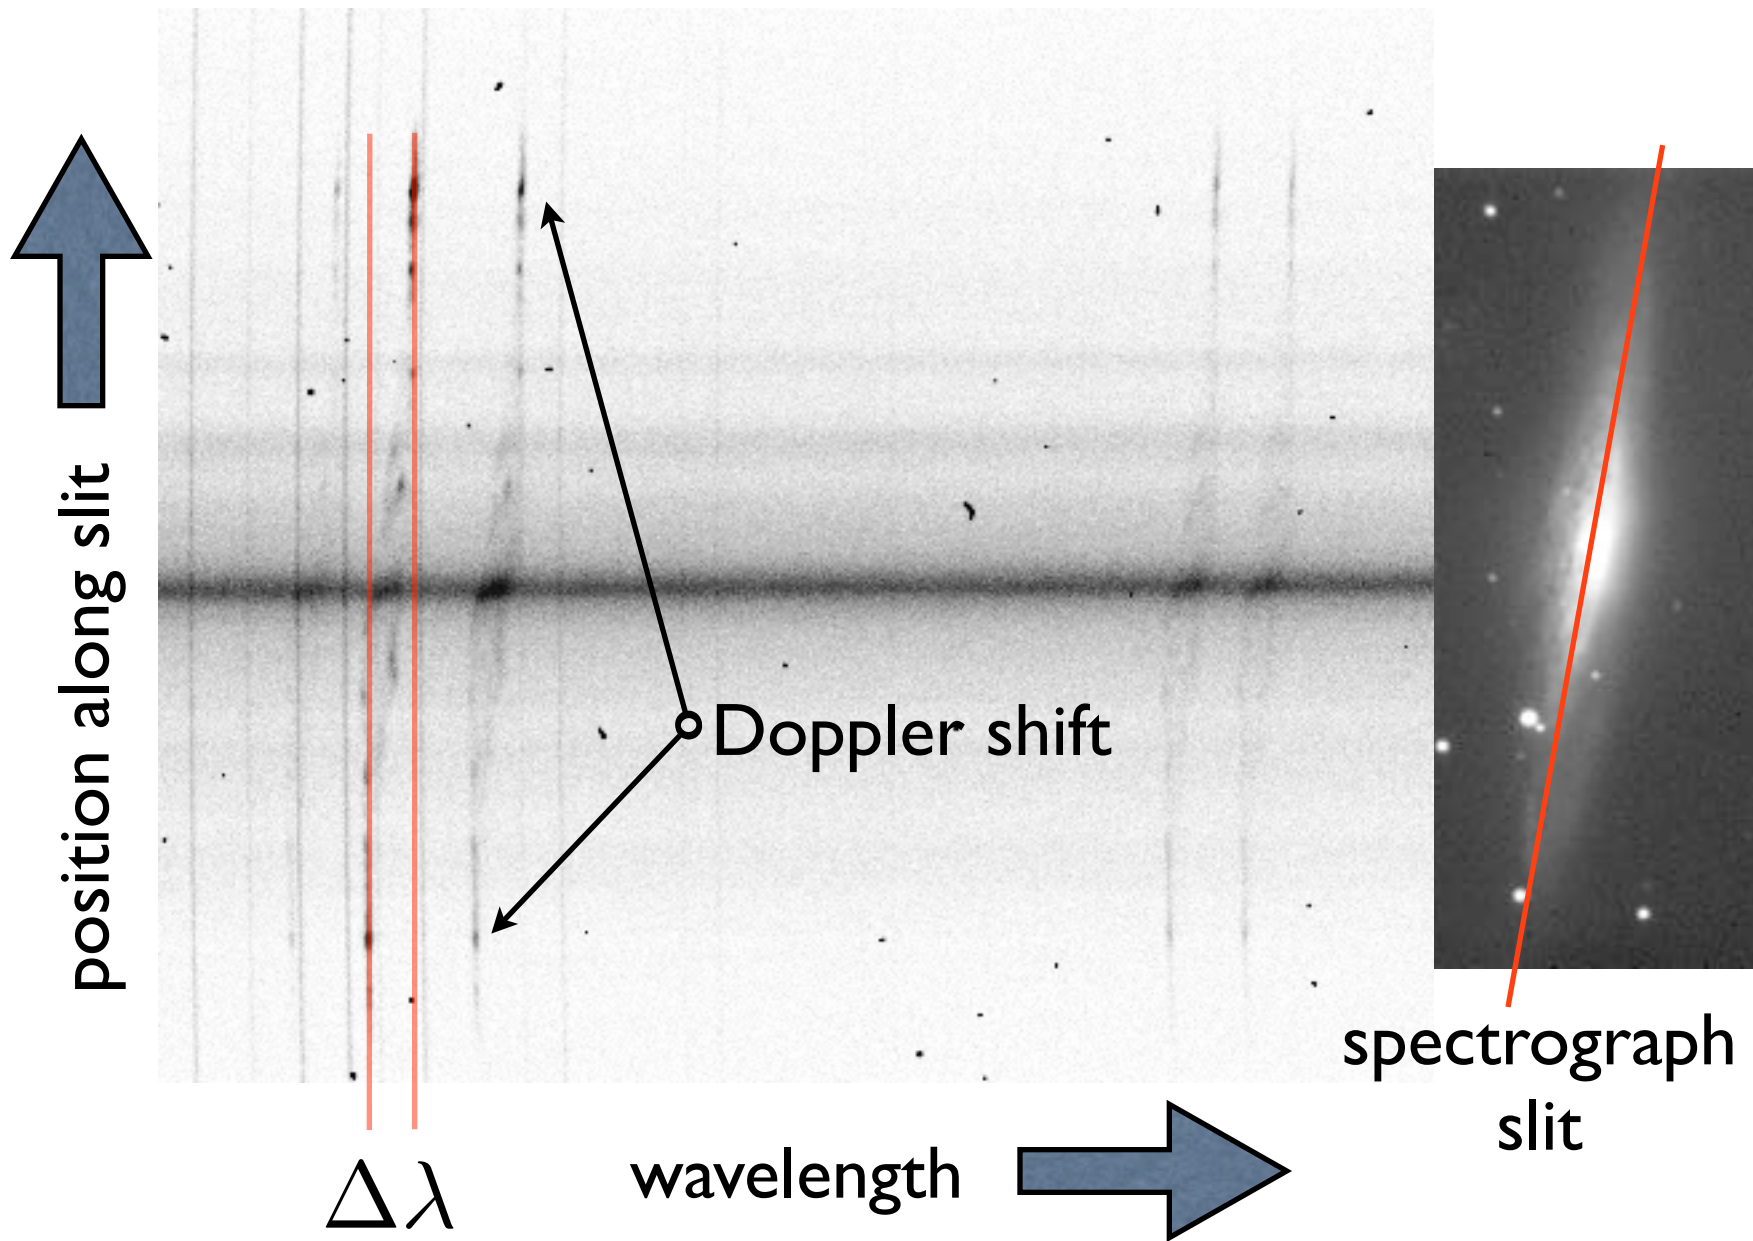 position along slit
Doppler shift
spectrograph
slit
wavelength
Δλ